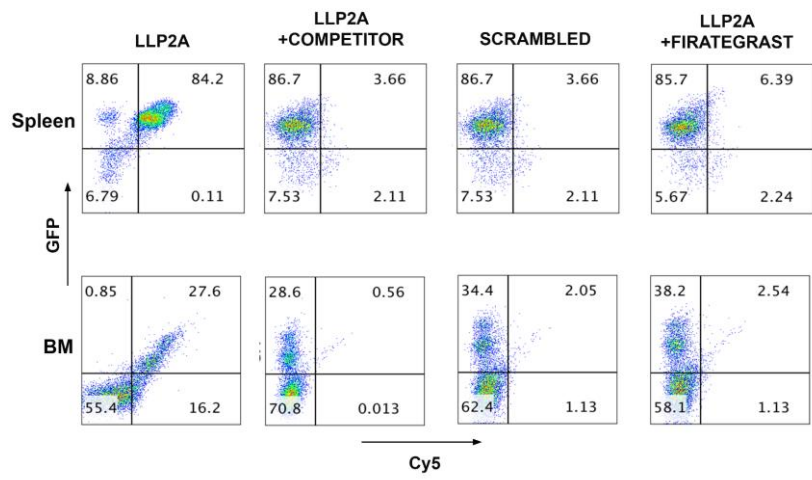 LLP2A
LLP2A
+COMPETITOR
SCRAMBLED
LLP2A
+FIRATEGRAST
Spleen
8.86 84.2
6.79 0.11
86.7 3.66
7.53 2.11
86.7 3.66
7.53 2.11
85.7 6.39
5.67 2.24
GFP
BM
0.85 27.6
55.4 16.2
28.6 0.56
70.8 0.013
34.4 2.05
62.4 1.13
38.2 2.54
58.1 1.13
Cy5